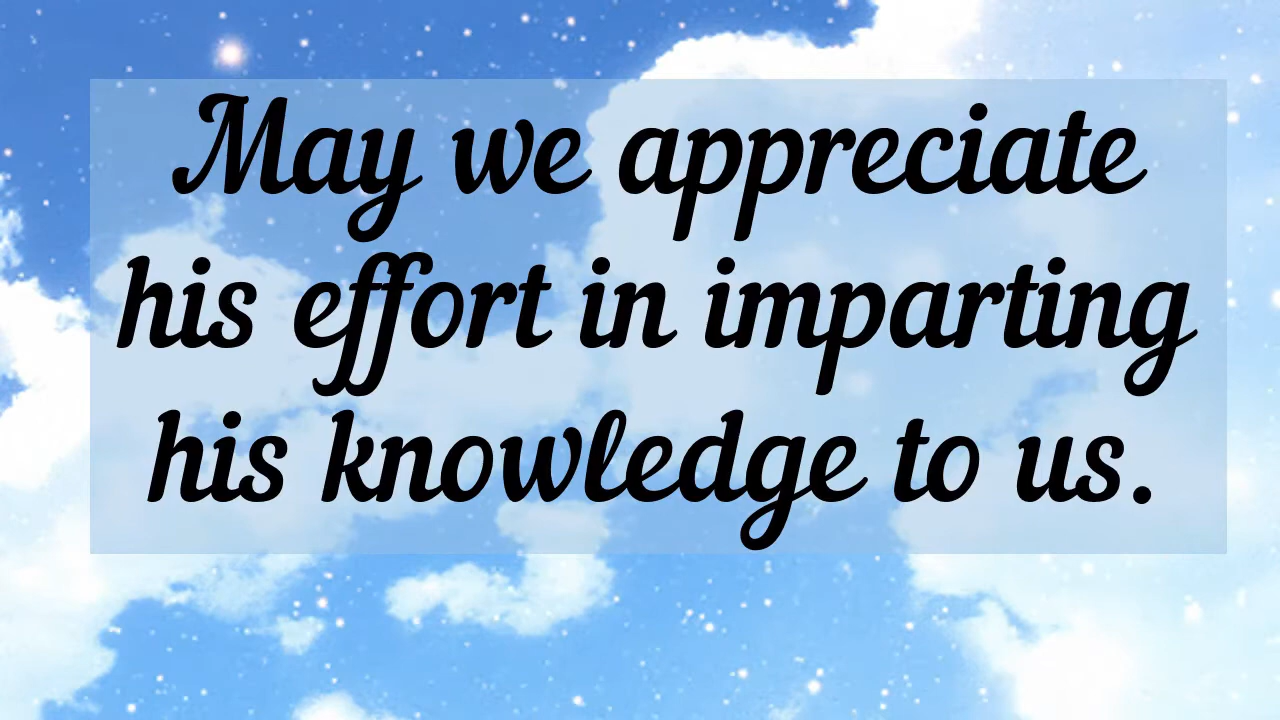 May we appreciate
his effort in imparting
his knowledge to us.